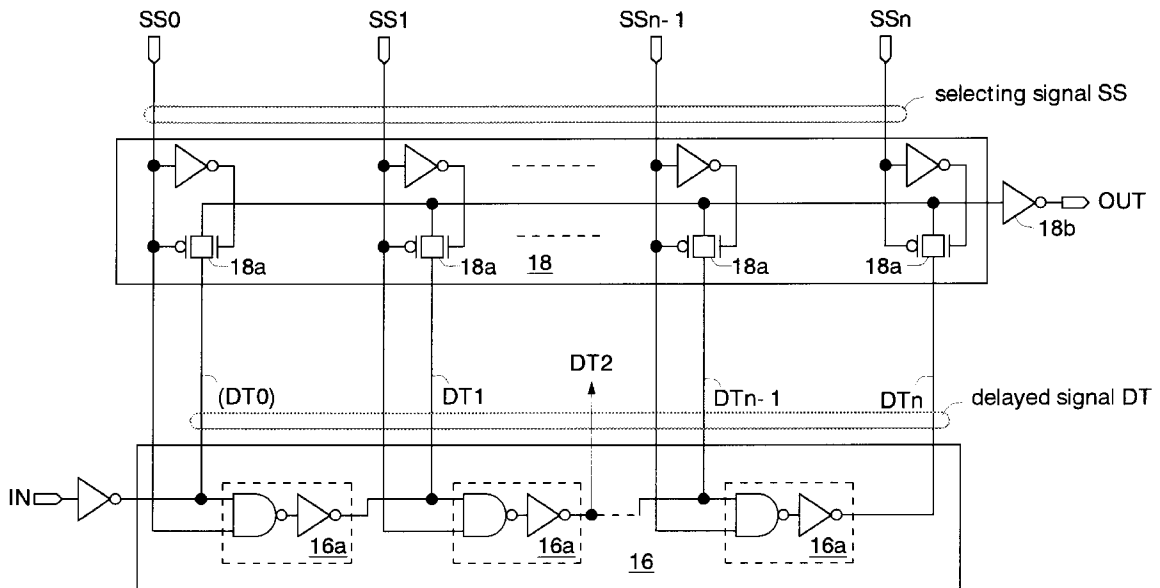 SS0 SS1 SSn-1 SSn
selecting signal SS
OUT
18b
18a 18a 18 18a 18a
DT2
(DT0) DT1 DTn-1 DTn delayed signal DT
IN
16a 16a 16 16a